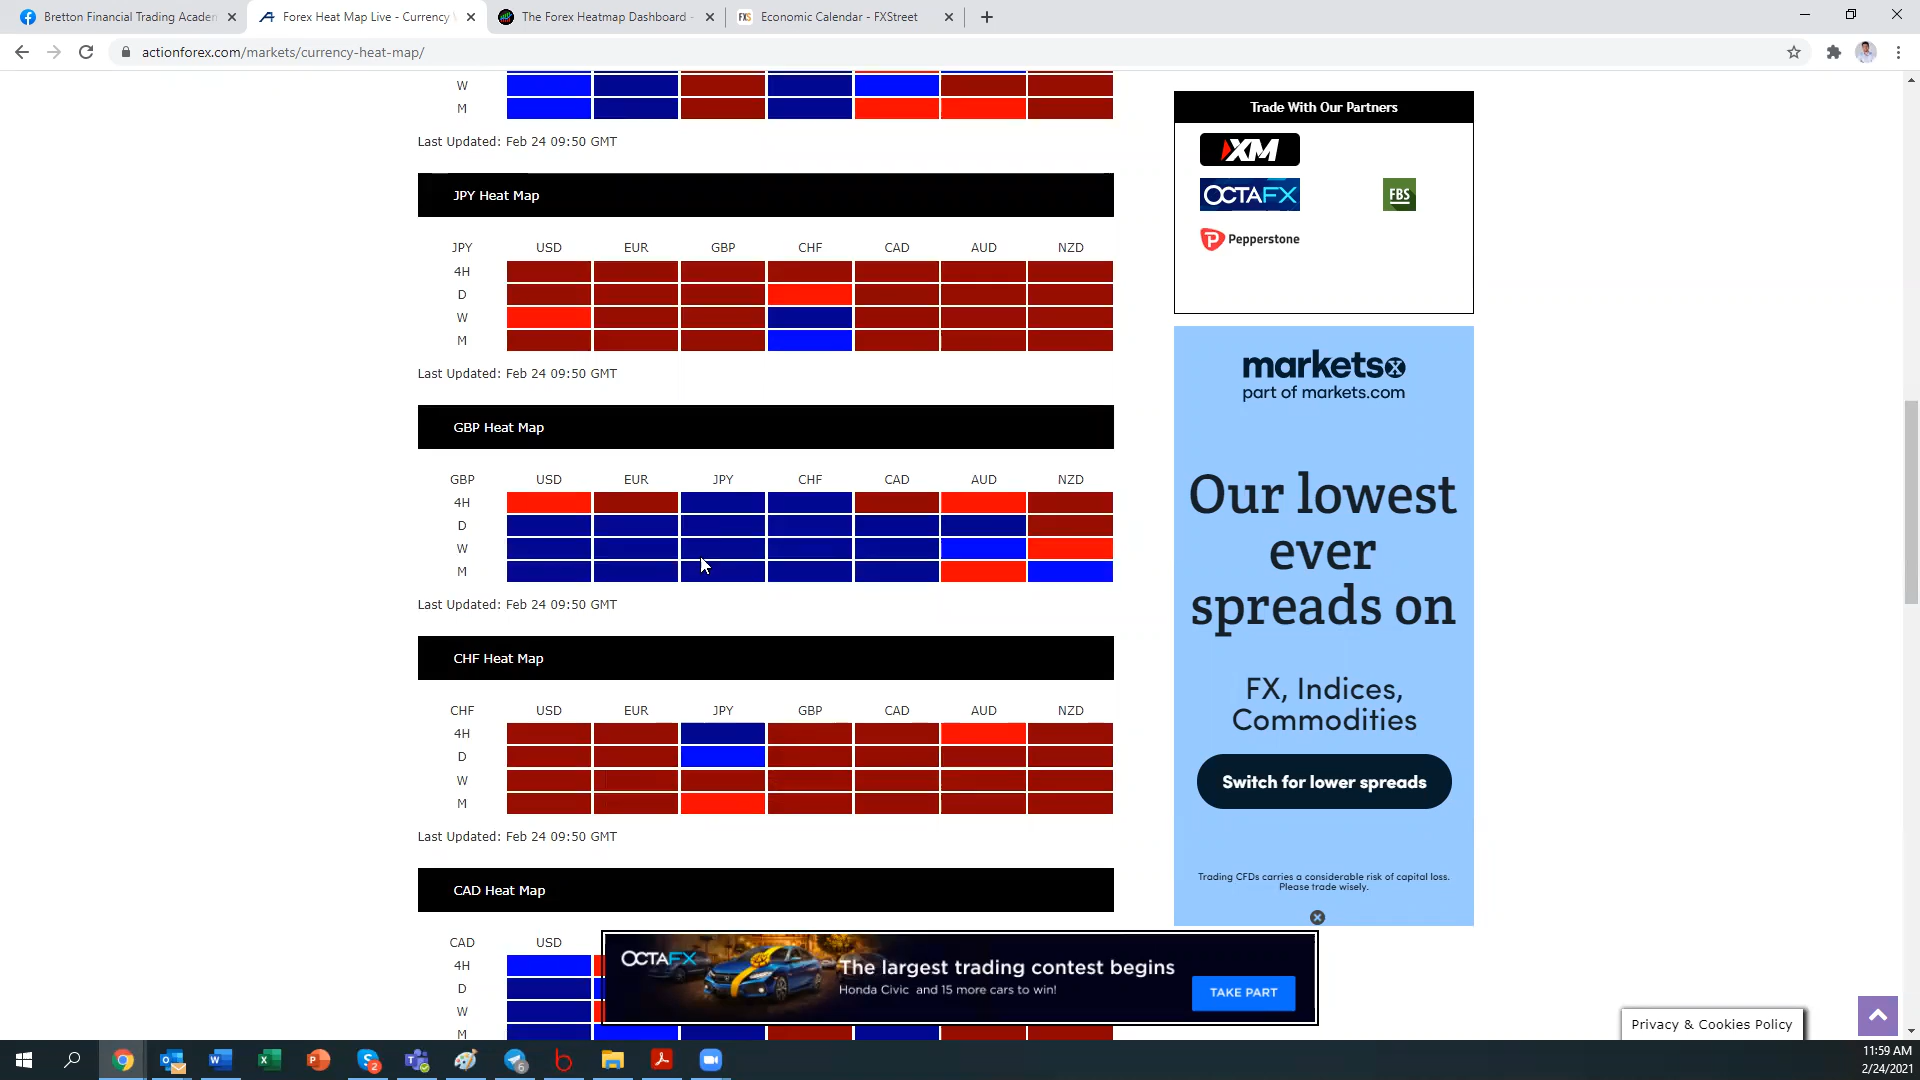 Bretton Financial Trading Acader
Forex Heat Map Live - Currency
The Forex Heatmap Dashboard -
FXS Economic Calendar - FXStreet
actionforex.com/markets/currency-heat-map/
W
M
Last Updated: Feb 24 09:50 GMT
JPY Heat Map
JPY USD EUR GBP CHF CAD AUD NZD
4H
D
W
M
Last Updated: Feb 24 09:50 GMT
GBP Heat Map
GBP USD EUR JPY CHF CAD AUD NZD
4H
D
W
M
Last Updated: Feb 24 09:50 GMT
CHF Heat Map
CHF USD EUR JPY GBP CAD AUD NZD
4H
D
W
M
Last Updated: Feb 24 09:50 GMT
CAD Heat Map
CAD USD
4H
D
W
M
Trade With Our Partners
XM
OCTAFX FBS
Pepperstone
marketsx
part of markets.com
Our lowest
ever
spreads on
FX, Indices,
Commodities
Switch for lower spreads
Trading CFDs carries a considerable risk of capital loss.
Please trade wisely.
OCTAFX
The largest trading contest begins
Honda Civic and 15 more cars to win!
TAKE PART
Privacy & Cookies Policy
11:59 AM
2/24/2021